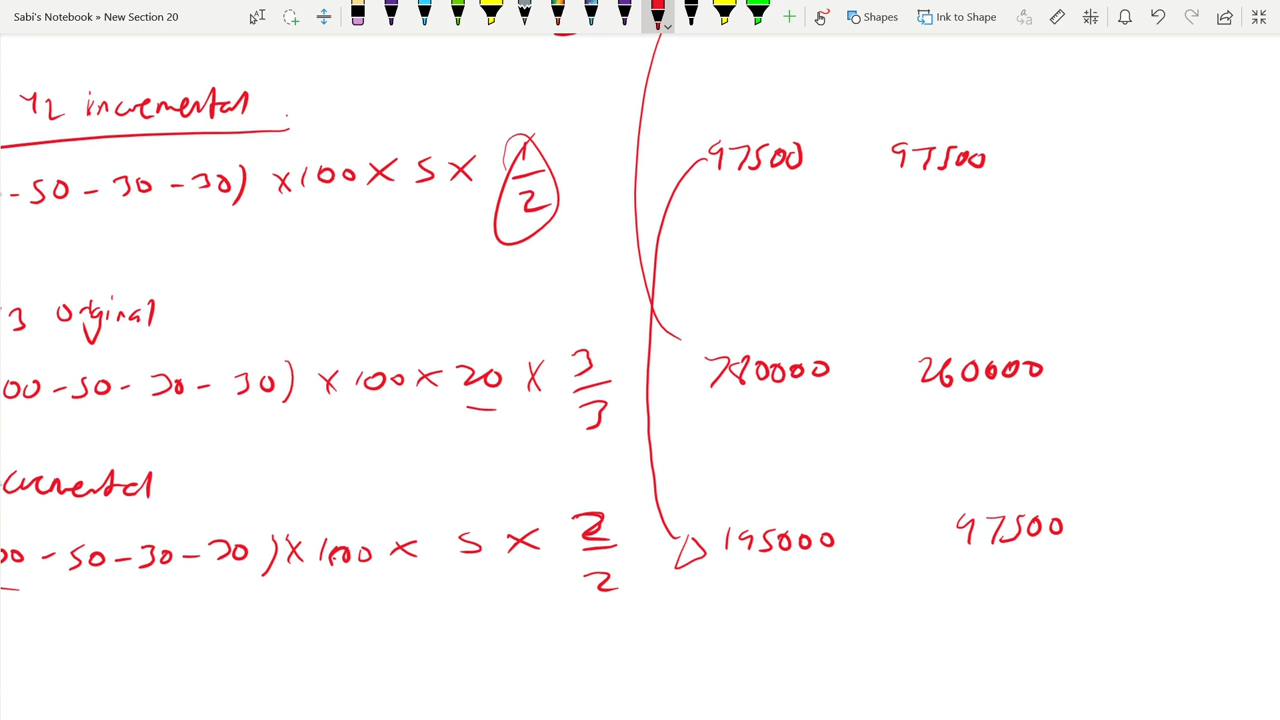 Sabi's Notebook » New Section 20
Shapes
Ink to Shape
Y2 incremental
-50 - 30 - 30) x100 x 5 x 1/2
97500 97500
3 Orginal
00 - 50 - 30 - 30) x 100 x 20 x 3/3
780000 260000
cremental
00 - 50 - 30 - 30) x 100 x 5 x 2/2
195000 97500